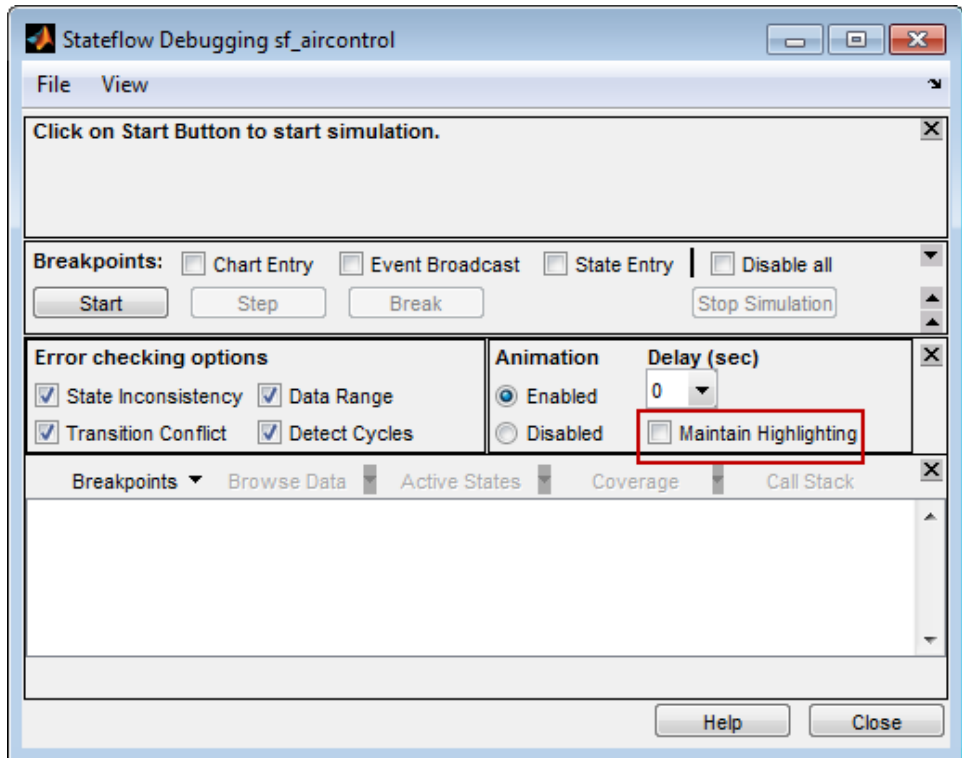 Stateflow Debugging sf_aircontrol
File View
Click on Start Button to start simulation.
Breakpoints: Chart Entry Event Broadcast State Entry Disable all
Start Step Break Stop Simulation
Error checking options Animation Delay (sec)
State Inconsistency Data Range Enabled 0
Transition Conflict Detect Cycles Disabled Maintain Highlighting
Breakpoints Browse Data Active States Coverage Call Stack
Help Close